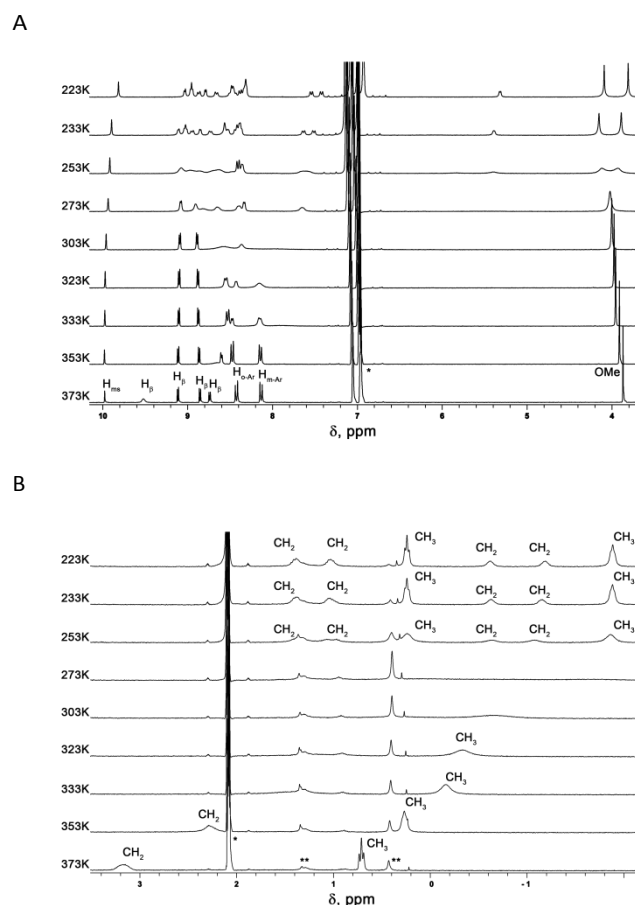 A
223K
233K
253K
273K
303K
323K
333K
353K
373K
Hms
Hβ
Hβ
Hβ
Hβ
Ho-Ar
Hm-Ar
*
OMe
10 9 8 7 6 5 4
δ, ppm
B
CH2 CH2 CH3 CH2 CH2 CH3
223K
CH2 CH2 CH3 CH2 CH2 CH3
233K
CH2 CH2 CH3 CH2 CH2 CH3
253K
273K
303K
323K CH3
333K CH3
353K CH2
*
373K CH2 ** CH3 **
3 2 1 0 -1
δ, ppm